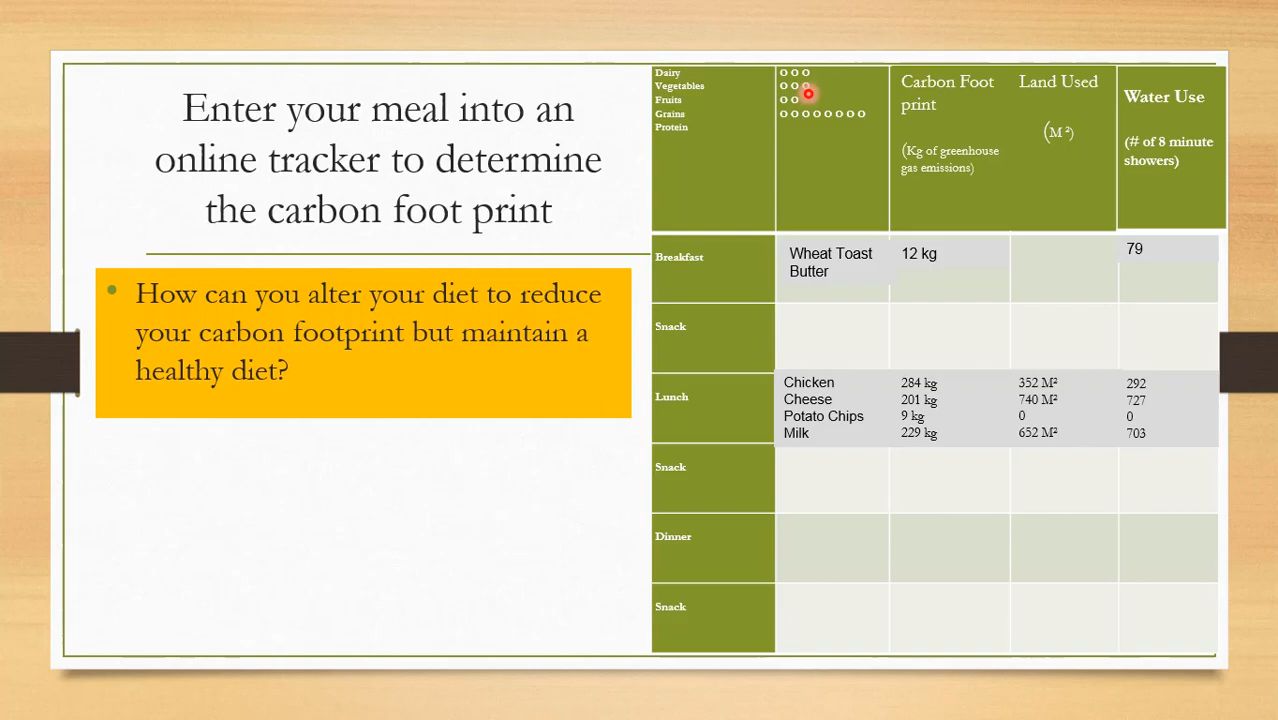 Enter your meal into an
online tracker to determine
the carbon foot print
• How can you alter your diet to reduce
your carbon footprint but maintain a
healthy diet?
Dairy O O O
Vegetables O O O
Fruits O O
Grains O O O O O O O O
Protein
Carbon Foot
print
(Kg of greenhouse
gas emissions)
Land Used
(M ²)
Water Use
(# of 8 minute
showers)
Breakfast
Wheat Toast 12 kg 79
Butter
Snack
Lunch
Chicken 284 kg 352 M² 292
Cheese 201 kg 740 M² 727
Potato Chips 9 kg 0 0
Milk 229 kg 652 M² 703
Snack
Dinner
Snack